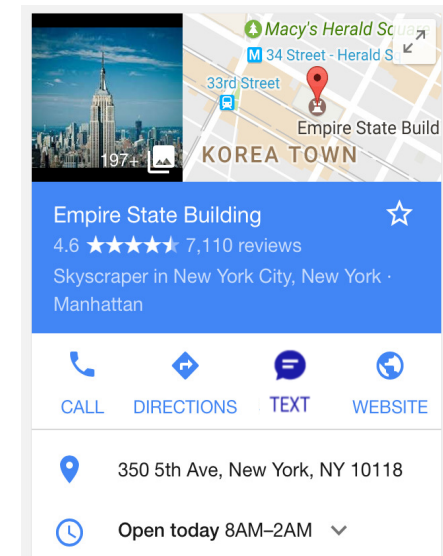 Macy's Herald Square
M 34 Street - Herald S
33rd Street
Empire State Build
KOREA TOWN
197+
Empire State Building
4.6 7,110 reviews
Skyscraper in New York City, New York ·
Manhattan
CALL DIRECTIONS TEXT WEBSITE
350 5th Ave, New York, NY 10118
Open today 8AM–2AM